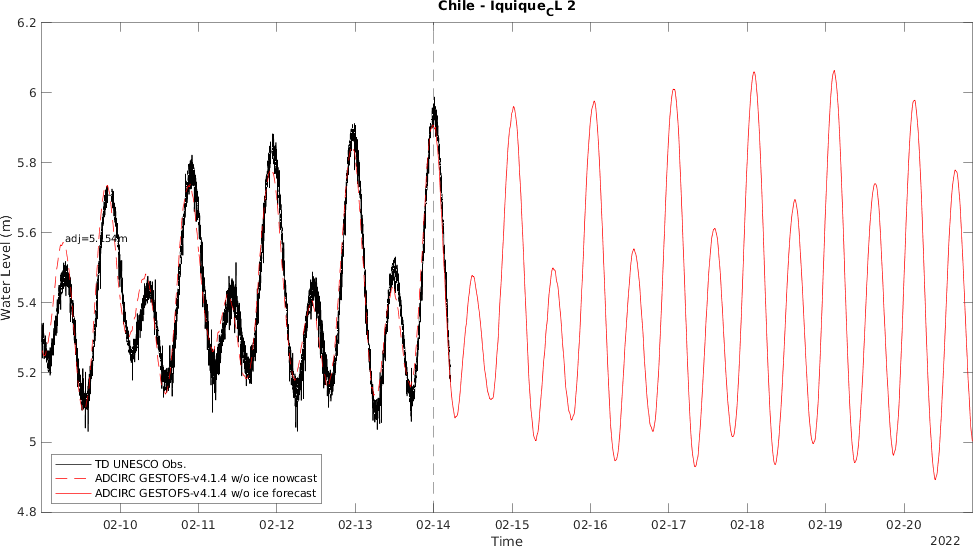 Chile - Iquique_CL 2
6.2
6
5.8
5.6
5.4
5.2
5
4.8
Water Level (m)
adj=5.154m
TD UNESCO Obs.
ADCIRC GESTOFS-v4.1.4 w/o ice nowcast
ADCIRC GESTOFS-v4.1.4 w/o ice forecast
02-10 02-11 02-12 02-13 02-14 02-15 02-16 02-17 02-18 02-19 02-20
Time
2022